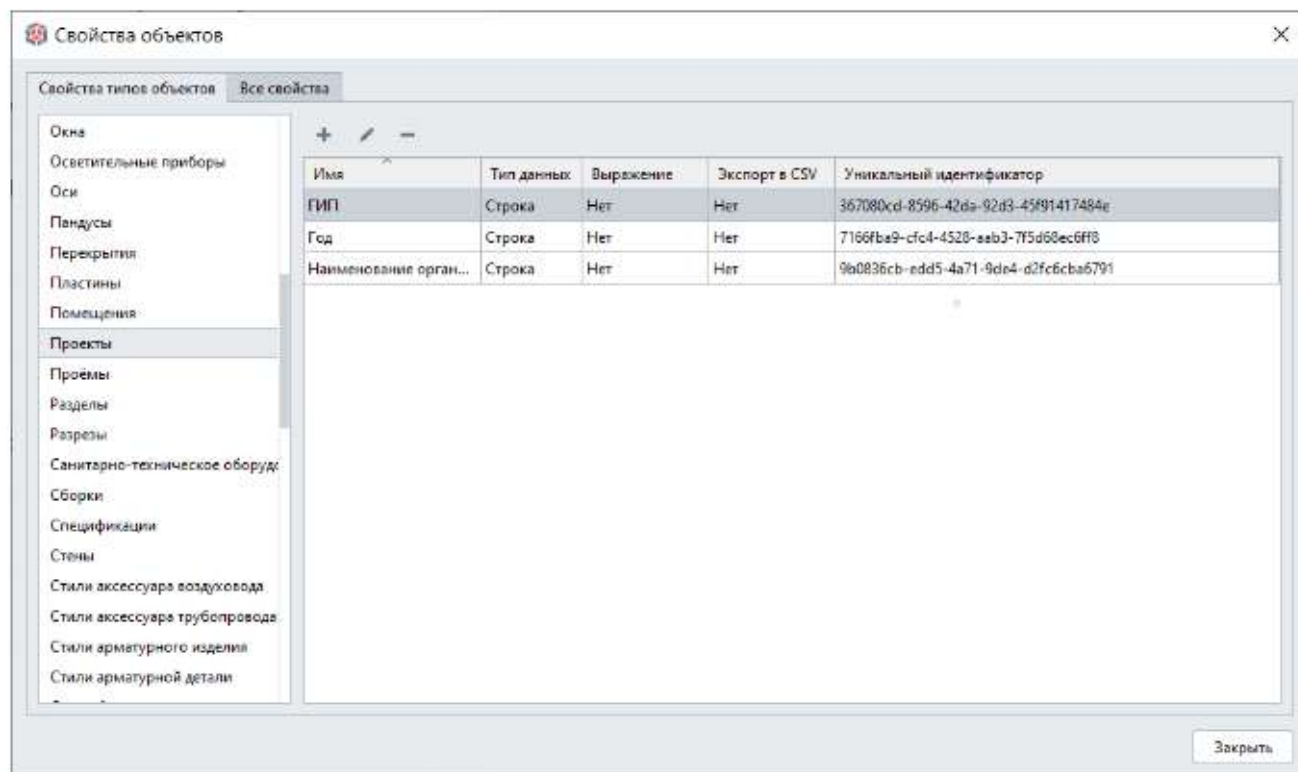 Свойства объектов
Свойства типов объектов Все свойства
Окна
Осветительные приборы
Оси
Пандусы
Перекрытия
Пластины
Помещения
Проекты
Проёмы
Разделы
Разрезы
Санитарно-техническое оборудо
Сборки
Спецификации
Стены
Стили аксессуара воздуховода
Стили аксессуара трубопровода
Стили арматурного изделия
Стили арматурной детали
Имя Тип данных Выражение Экспорт в CSV Уникальный идентификатор
ГИП Строка Нет Нет 367080cd-8596-42da-92d3-45f91417484e
Год Строка Нет Нет 7166fba9-cfc4-4528-aab3-7f5d68ec6ff8
Наименование орган... Строка Нет Нет 9b0836cb-edd5-4a71-9de4-d2fc6cba6791
Закрыть